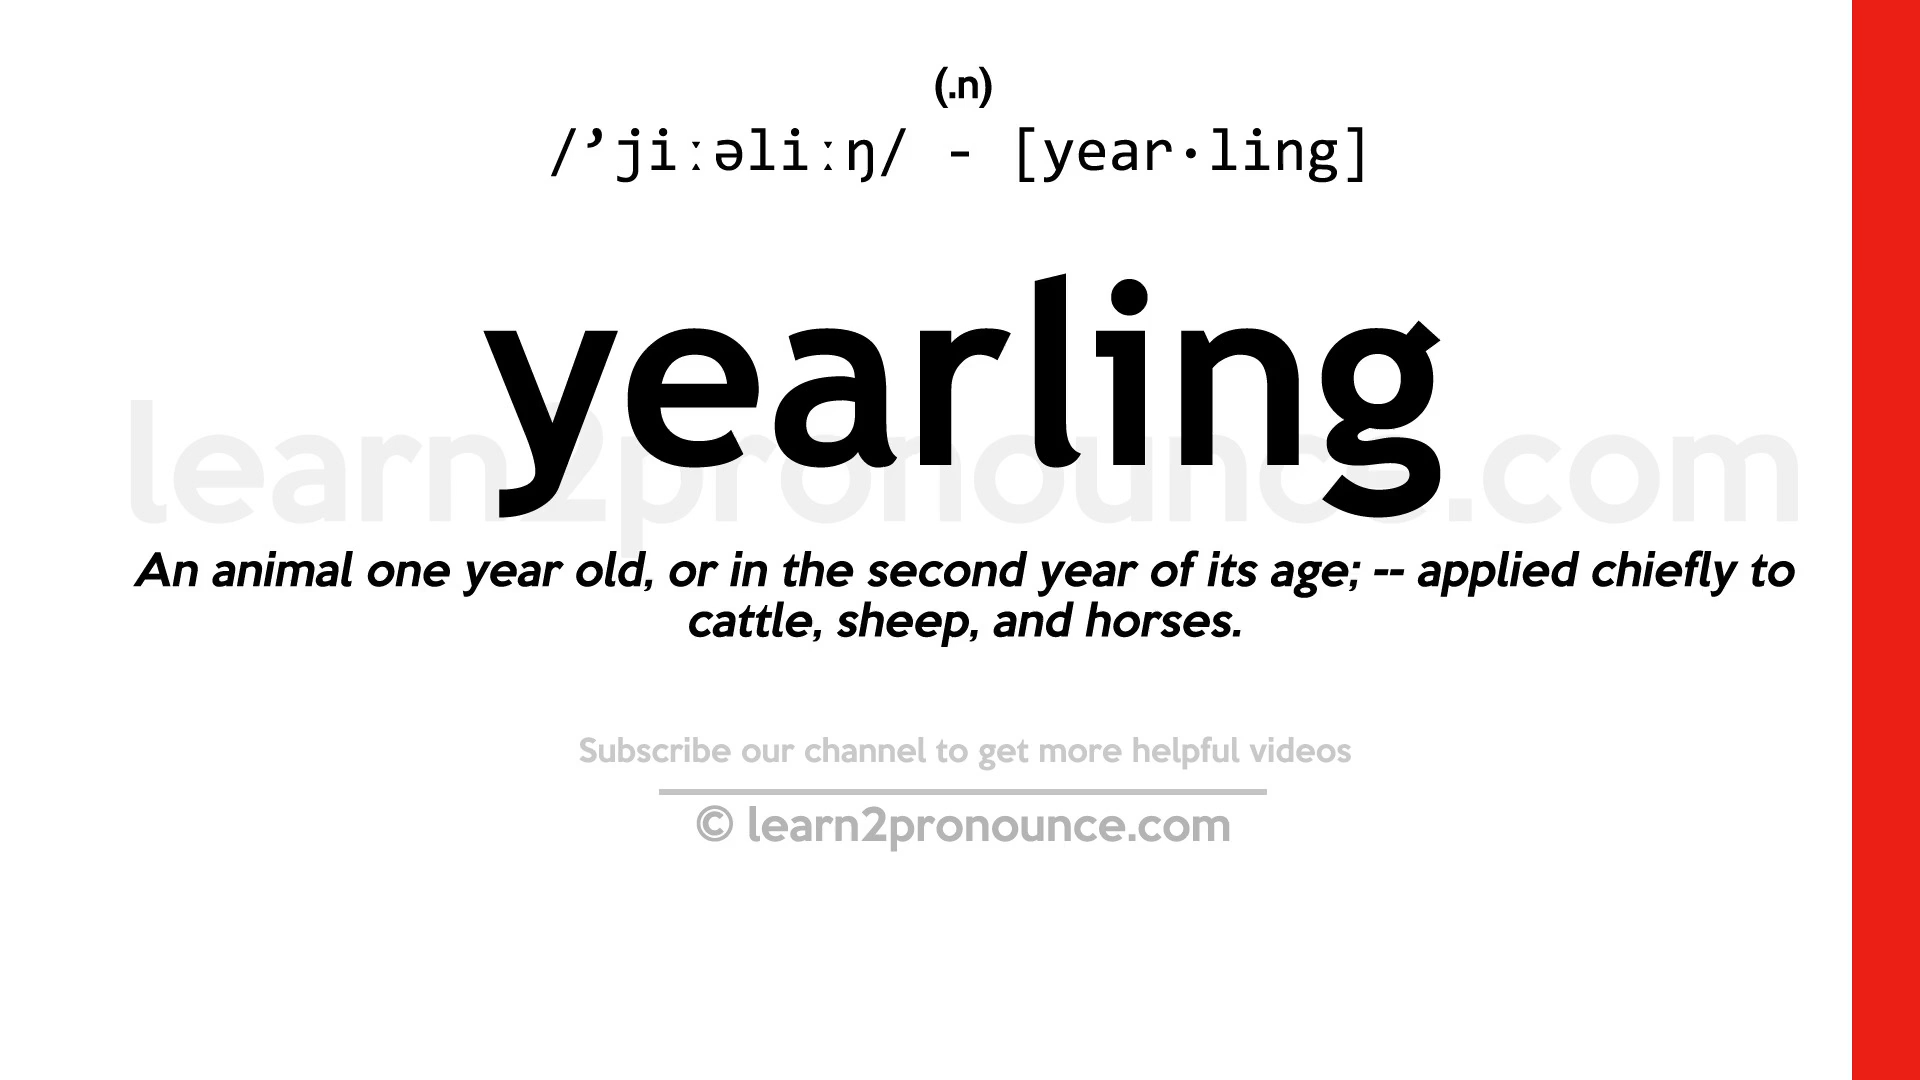 (.n)
/’jiːəliːŋ/ - [year·ling]
yearling
learn2pronounce.com
An animal one year old, or in the second year of its age; -- applied chiefly to
cattle, sheep, and horses.
Subscribe our channel to get more helpful videos
© learn2pronounce.com